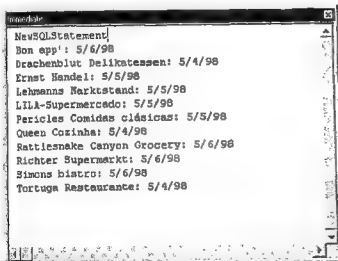 Immediate
NewSQLStatement
Bon app': 5/6/98
Drachenblut Delikatessen: 5/4/98
Ernst Handel: 5/5/98
Lehmanns Marktstand: 5/5/98
LILA-Supermercado: 5/5/98
Pericles Comidas clásicas: 5/5/98
Queen Cozinha: 5/4/98
Rattlesnake Canyon Grocery: 5/6/98
Richter Supermarkt: 5/6/98
Simons bistro: 5/6/98
Tortuga Restaurante: 5/4/98